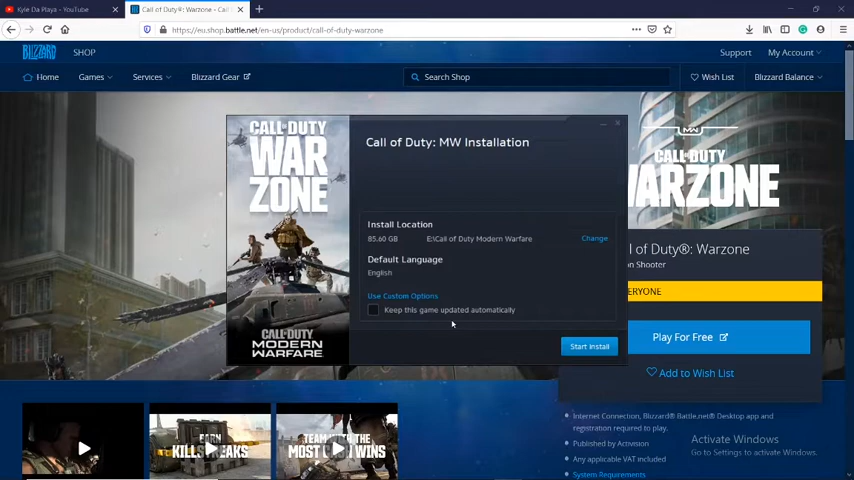 Kyle Da Playa - YouTube
Call of Duty®: Warzone - Call
https://eu.shop.battle.net/en-us/product/call-of-duty-warzone
BLIZZARD
SHOP
Support
My Account
Home
Games
Services
Blizzard Gear
Search Shop
Wish List
Blizzard Balance
CALL OF DUTY
WAR
ZONE
CALL OF DUTY
MODERN
WARFARE
Call of Duty: MW Installation
Install Location
85.60 GB
E:\Call of Duty Modern Warfare
Change
Default Language
English
Use Custom Options
Keep this game updated automatically
Start Install
MW
CALL OF DUTY
WARZONE
l of Duty®: Warzone
on Shooter
ERYONE
Play For Free
Add to Wish List
Internet Connection, Blizzard® Battle.net® Desktop app and
registration required to play.
Published by Activision
Any applicable VAT included
System Requirements
EARN
KILLSTREAKS
TEAM WITH THE
MOST
WINS
Activate Windows
Go to Settings to activate Windows.